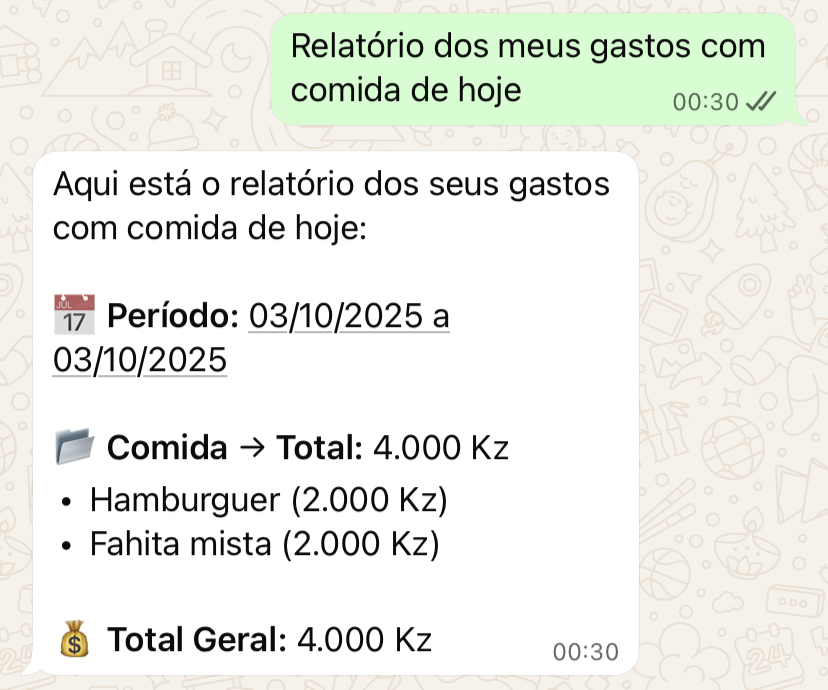 Relatório dos meus gastos com
comida de hoje
00:30
Aqui está o relatório dos seus gastos
com comida de hoje:
📅 Período: 03/10/2025 a
03/10/2025
📂 Comida → Total: 4.000 Kz
• Hamburguer (2.000 Kz)
• Fahita mista (2.000 Kz)
💰 Total Geral: 4.000 Kz
00:30